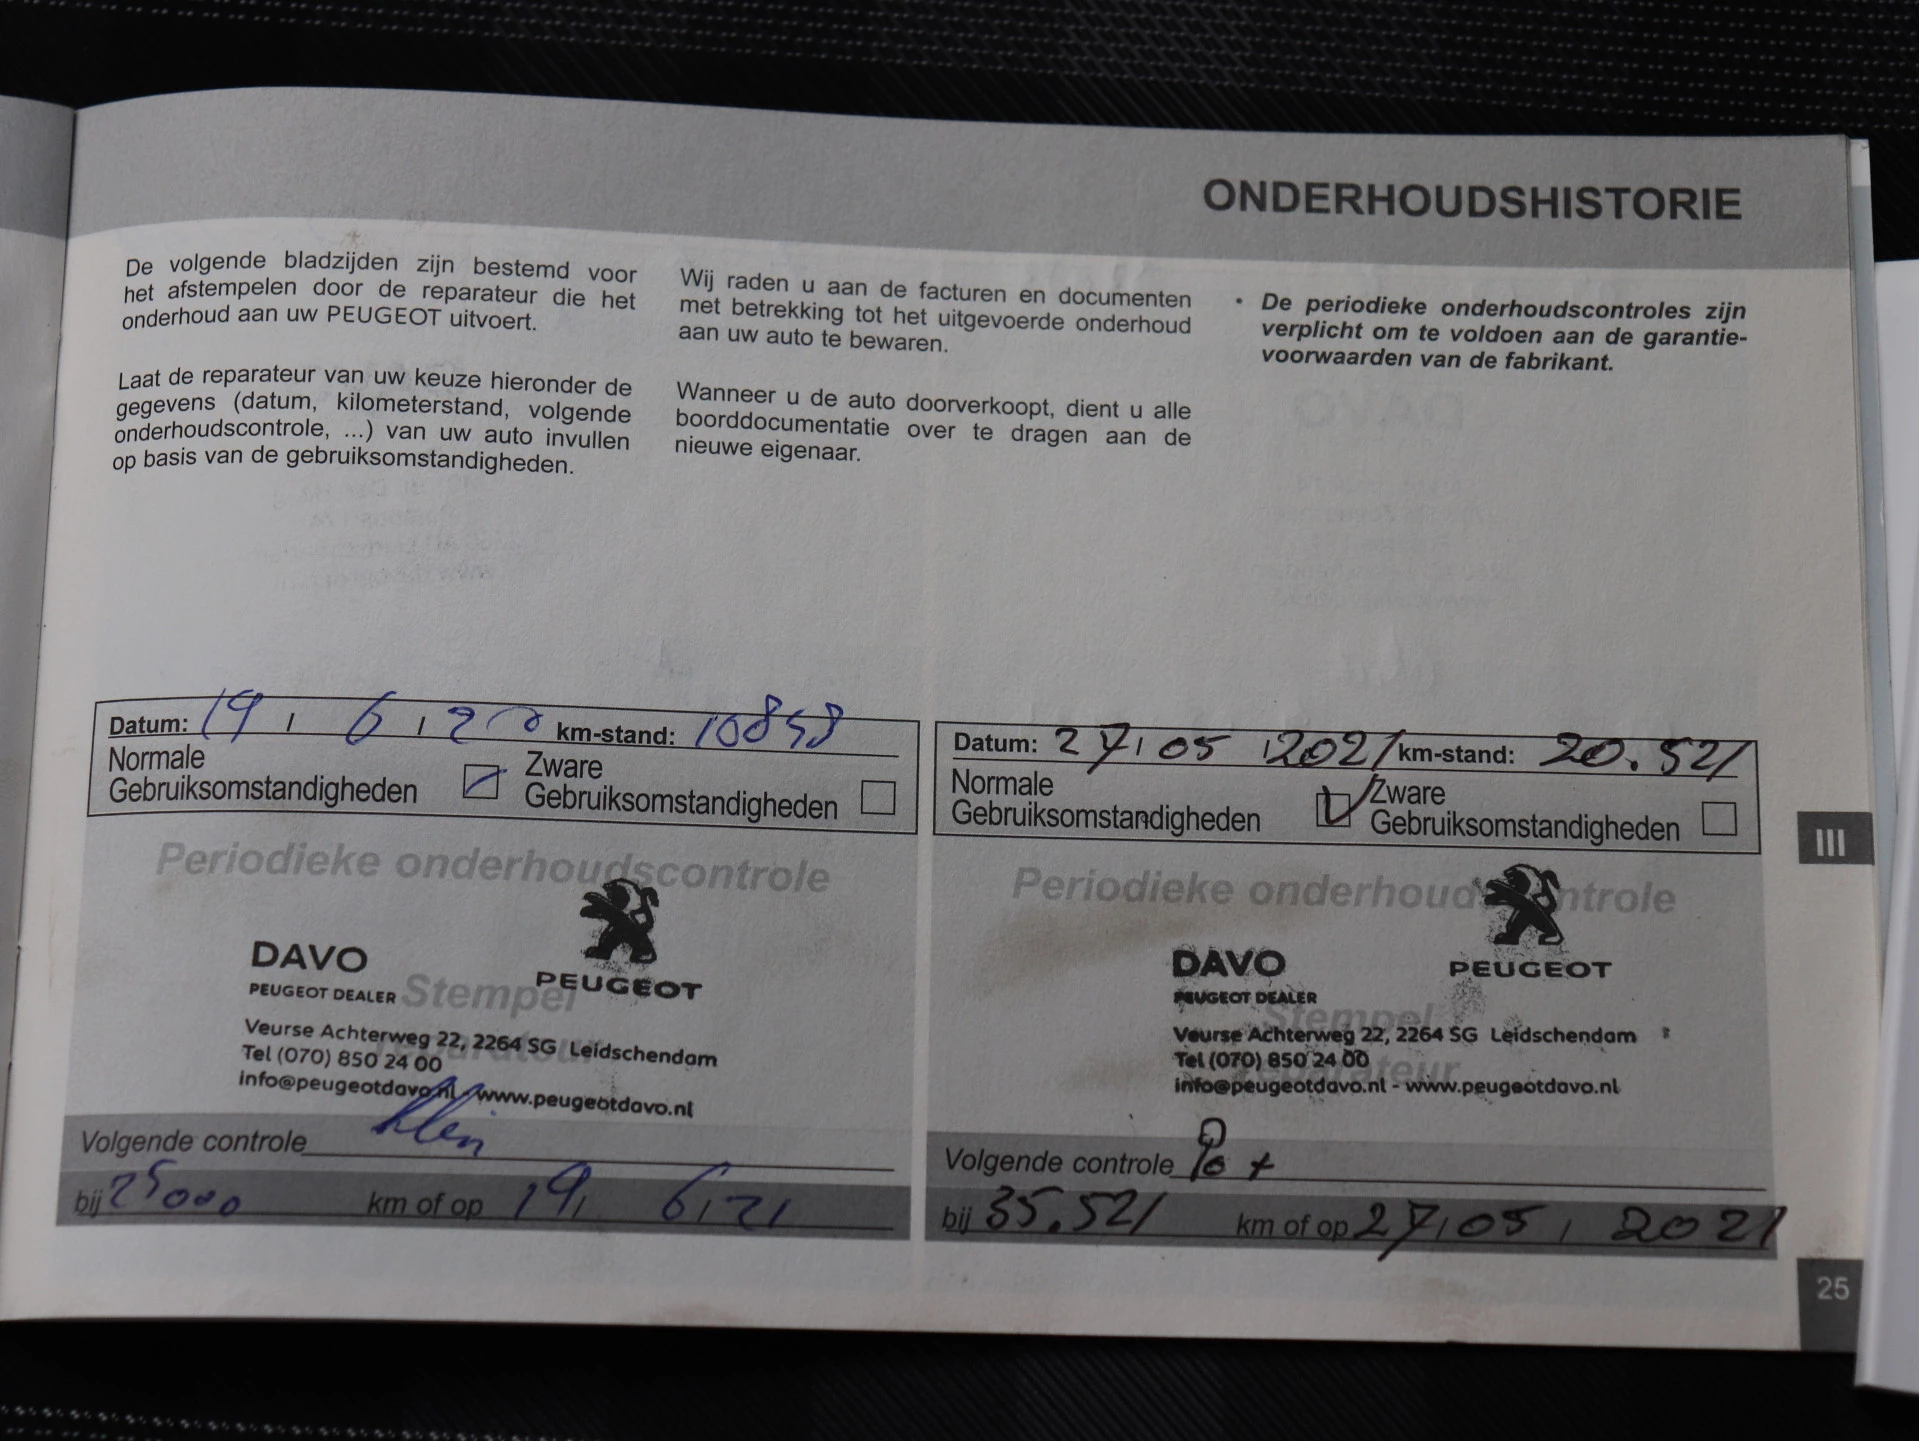 ONDERHOUDSHISTORIE
De volgende bladzijden zijn bestemd voor
het afstempelen door de reparateur die het
onderhoud aan uw PEUGEOT uitvoert.
Laat de reparateur van uw keuze hieronder de
gegevens (datum, kilometerstand, volgende
onderhoudscontrole, ...) van uw auto invullen
op basis van de gebruiksomstandigheden.
Wij raden u aan de facturen en documenten
met betrekking tot het uitgevoerde onderhoud
aan uw auto te bewaren.
Wanneer u de auto doorverkoopt, dient u alle
boorddocumentatie over te dragen aan de
nieuwe eigenaar.
• De periodieke onderhoudscontroles zijn
verplicht om te voldoen aan de garantie-
voorwaarden van de fabrikant.
Datum: 19 / 6 / 20 km-stand: 10853
Normale
Gebruiksomstandigheden
Zware
Gebruiksomstandigheden
Periodieke onderhoudscontrole
DAVO
PEUGEOT DEALER
PEUGEOT
Stempel
reparateur
Veurse Achterweg 22, 2264 SG Leidschendam
Tel (070) 850 24 00
info@peugeotdavo.nl - www.peugeotdavo.nl
Volgende controle klein
bij 25000 km of op 19 / 6 / 21
Datum: 27 / 05 / 2021 km-stand: 20.521
Normale
Gebruiksomstandigheden
Zware
Gebruiksomstandigheden
Periodieke onderhoudscontrole
DAVO
PEUGEOT DEALER
PEUGEOT
Stempel
reparateur
Veurse Achterweg 22, 2264 SG Leidschendam
Tel (070) 850 24 00
info@peugeotdavo.nl - www.peugeotdavo.nl
Volgende controle
bij 35.521 km of op 27 / 05 / 2021
III
25